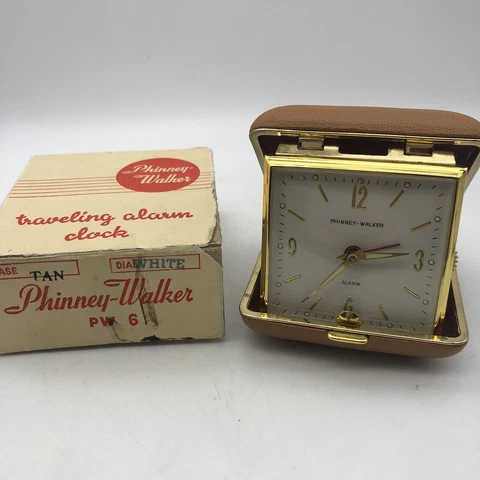 Phinney-
Walker
traveling alarm
clock
CASE TAN
DIAL WHITE
Phinney-Walker
PW 6
12
PHINNEY-WALKER
9
3
ALARM
6